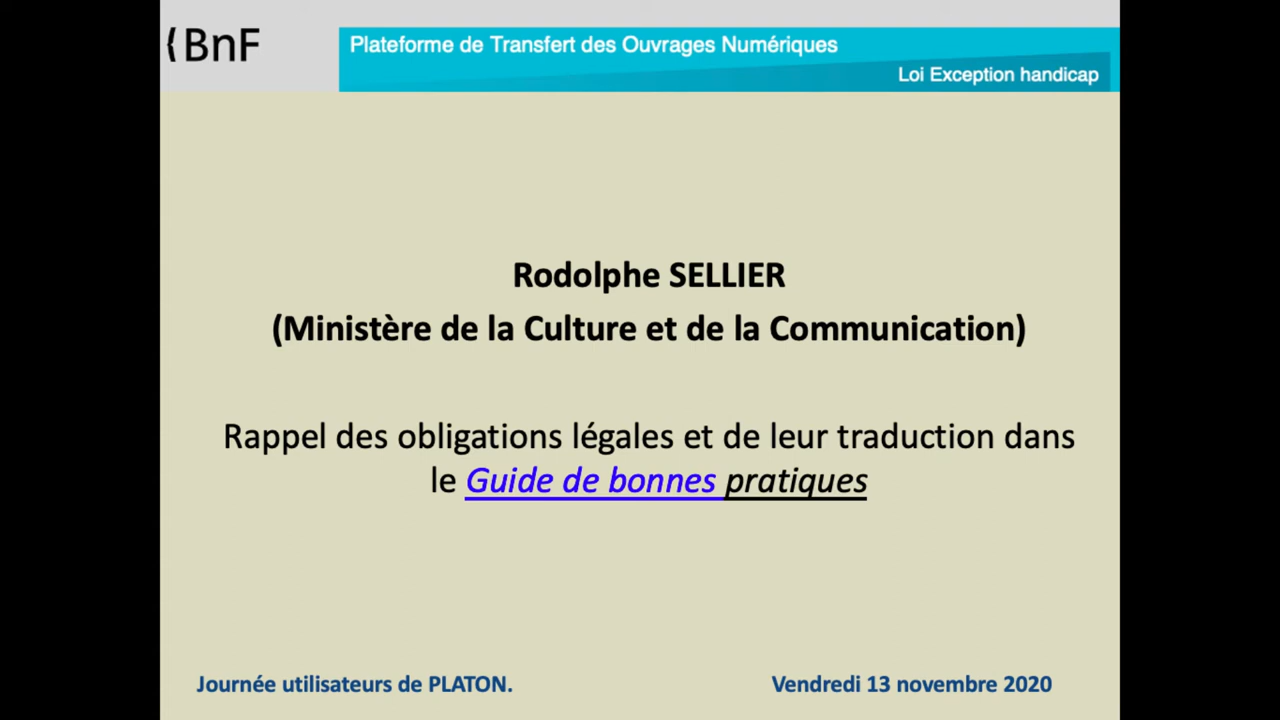 BnF
Plateforme de Transfert des Ouvrages Numériques
Loi Exception handicap
Rodolphe SELLIER
(Ministère de la Culture et de la Communication)
Rappel des obligations légales et de leur traduction dans
le Guide de bonnes pratiques
Journée utilisateurs de PLATON.
Vendredi 13 novembre 2020